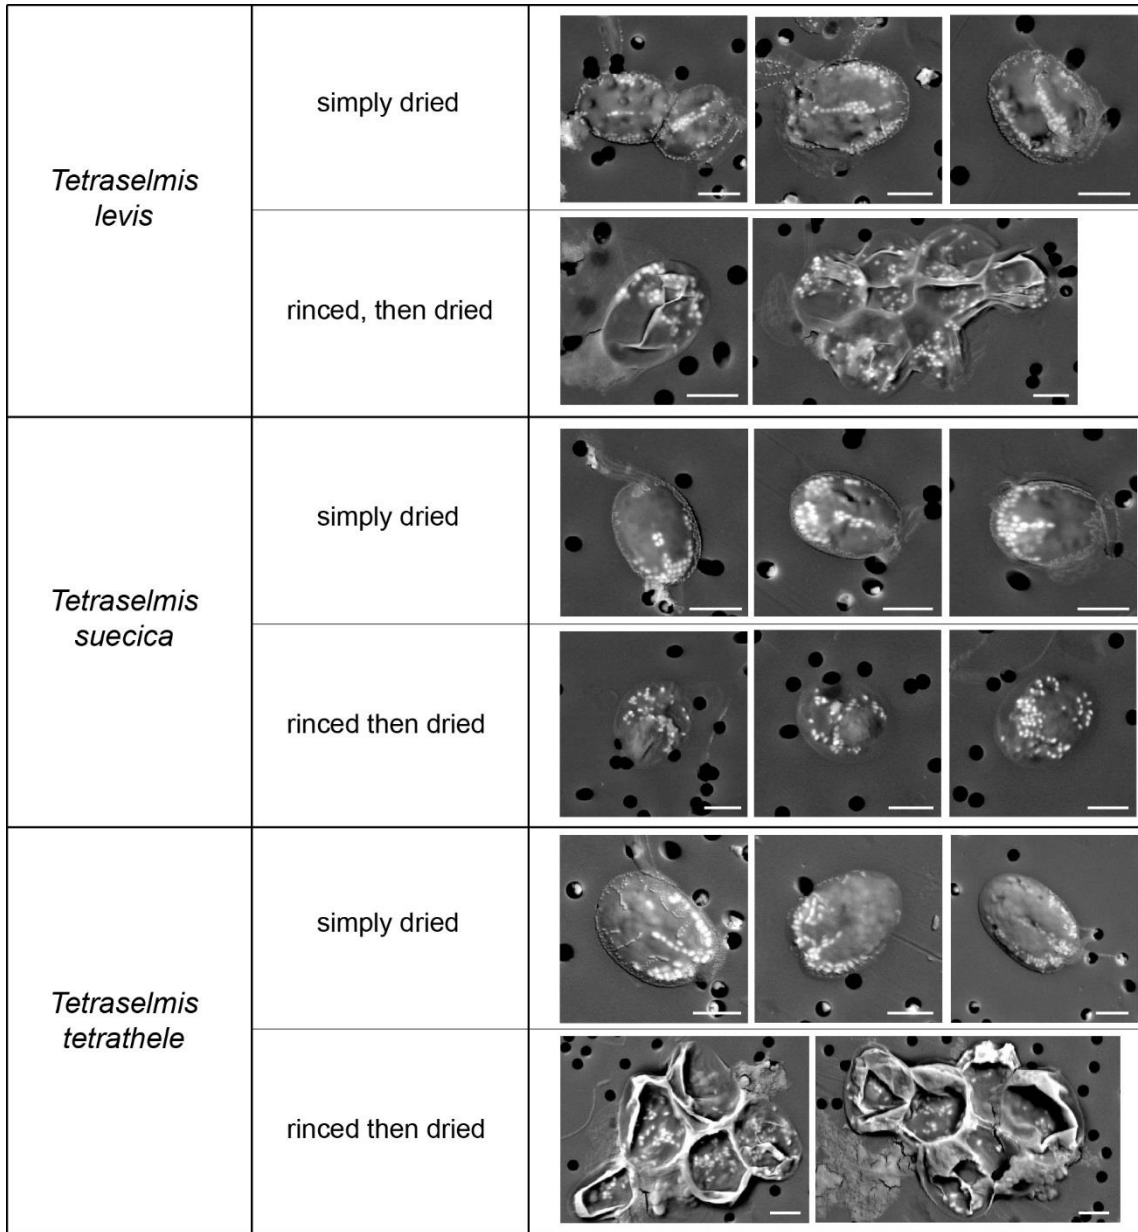 Tetraselmis
levis
simply dried
rinced, then dried
Tetraselmis
suecica
simply dried
rinced then dried
Tetraselmis
tetrathele
simply dried
rinced then dried